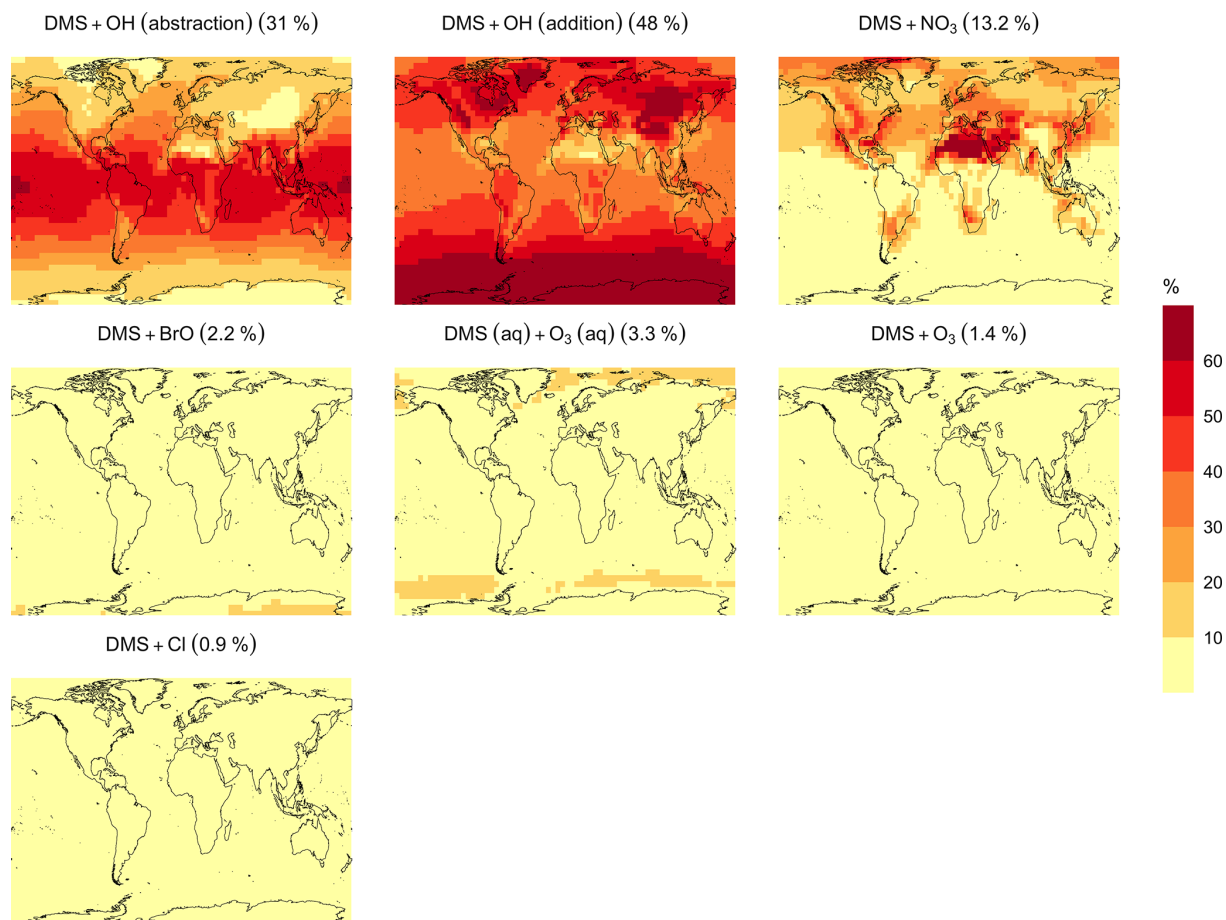 DMS + OH (abstraction) (31 %)
DMS + OH (addition) (48 %)
DMS + NO₃ (13.2 %)
DMS + BrO (2.2 %)
DMS (aq) + O₃ (aq) (3.3 %)
DMS + O₃ (1.4 %)
DMS + Cl (0.9 %)
%
60
50
40
30
20
10